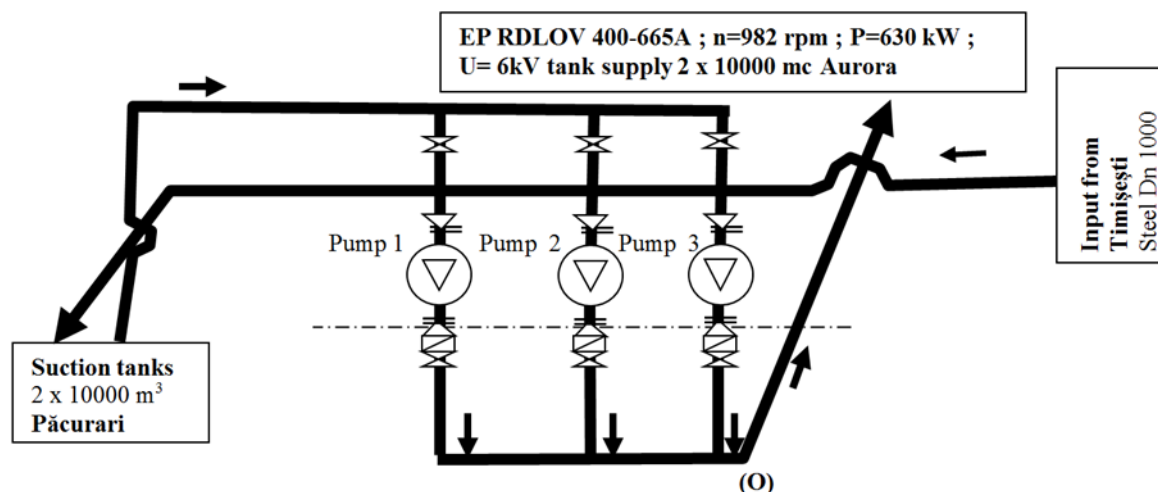 EP RDLOV 400-665A ; n=982 rpm ; P=630 kW ;
U= 6kV tank supply 2 x 10000 mc Aurora
Input from
Timișești
Steel Dn 1000
Pump 1
Pump 2
Pump 3
Suction tanks
2 x 10000 m³
Păcurari
(O)